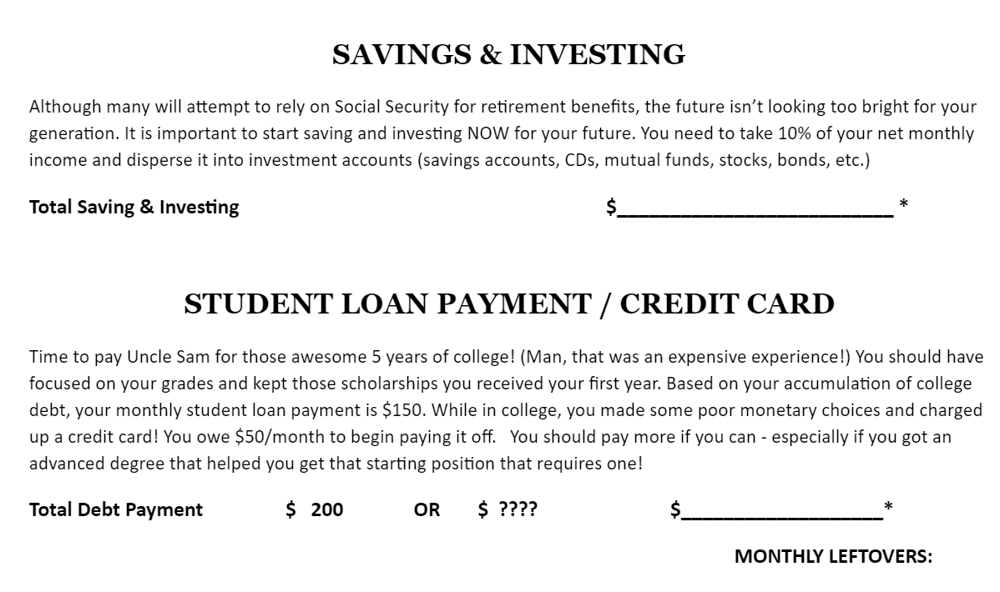 SAVINGS & INVESTING
Although many will attempt to rely on Social Security for retirement benefits, the future isn’t looking too bright for your
generation. It is important to start saving and investing NOW for your future. You need to take 10% of your net monthly
income and disperse it into investment accounts (savings accounts, CDs, mutual funds, stocks, bonds, etc.)
Total Saving & Investing $__________________________ *
STUDENT LOAN PAYMENT / CREDIT CARD
Time to pay Uncle Sam for those awesome 5 years of college! (Man, that was an expensive experience!) You should have
focused on your grades and kept those scholarships you received your first year. Based on your accumulation of college
debt, your monthly student loan payment is $150. While in college, you made some poor monetary choices and charged
up a credit card! You owe $50/month to begin paying it off.   You should pay more if you can - especially if you got an
advanced degree that helped you get that starting position that requires one!
Total Debt Payment $ 200 OR $ ???? $___________________*
MONTHLY LEFTOVERS: